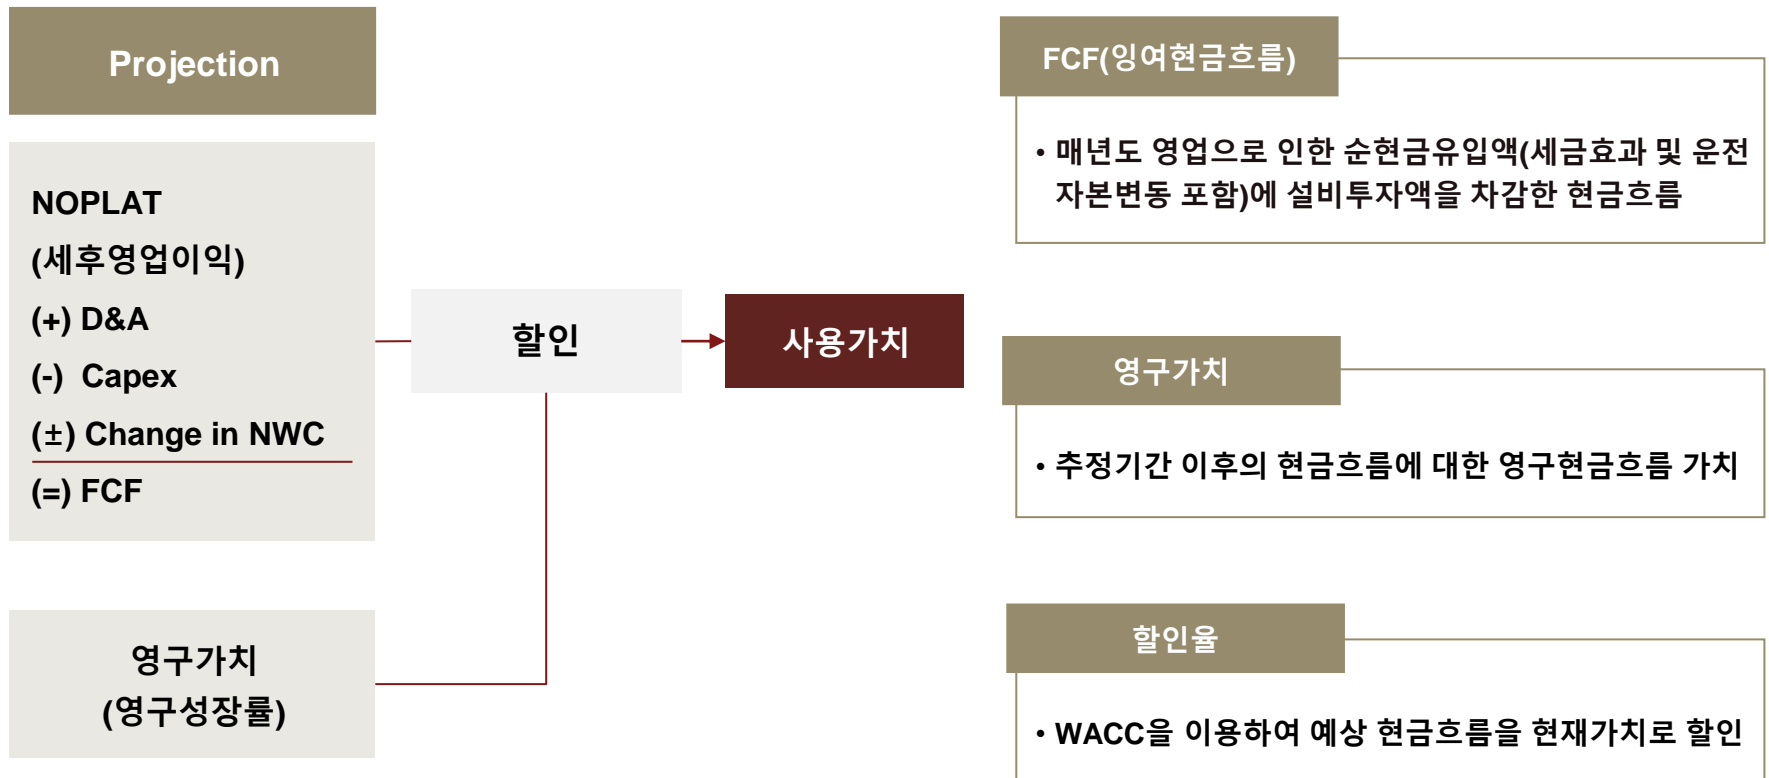 Projection
NOPLAT
(세후영업이익)
(+) D&A
(-) Capex
(±) Change in NWC
(=) FCF
영구가치
(영구성장률)
할인
사용가치
FCF(잉여현금흐름)
• 매년도 영업으로 인한 순현금유입액(세금효과 및 운전
자본변동 포함)에 설비투자액을 차감한 현금흐름
영구가치
• 추정기간 이후의 현금흐름에 대한 영구현금흐름 가치
할인율
• WACC을 이용하여 예상 현금흐름을 현재가치로 할인